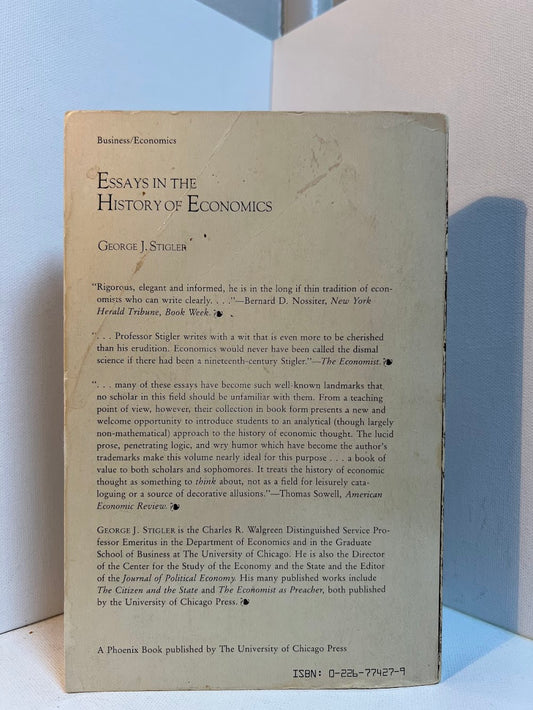 Business/Economics
ESSAYS IN THE
HISTORY OF ECONOMICS
GEORGE J. STIGLER
"Rigorous, elegant and informed, he is in the long if thin tradition of econ-
omists who can write clearly. . . ."—Bernard D. Nossiter, New York
Herald Tribune, Book Week.
". . . Professor Stigler writes with a wit that is even more to be cherished
than his erudition. Economics would never have been called the dismal
science if there had been a nineteenth-century Stigler."—The Economist.
". . . many of these essays have become such well-known landmarks that
no scholar in this field should be unfamiliar with them. From a teaching
point of view, however, their collection in book form presents a new and
welcome opportunity to introduce students to an analytical (though largely
non-mathematical) approach to the history of economic thought. The lucid
prose, penetrating logic, and wry humor which have become the author's
trademarks make this volume nearly ideal for this purpose . . . a book of
value to both scholars and sophomores. It treats the history of economic
thought as something to think about, not as a field for leisurely cata-
loguing or a source of decorative allusions."—Thomas Sowell, American
Economic Review.
GEORGE J. STIGLER is the Charles R. Walgreen Distinguished Service Pro-
fessor Emeritus in the Department of Economics and in the Graduate
School of Business at The University of Chicago. He is also the Director
of the Center for the Study of the Economy and the State and the Editor
of the Journal of Political Economy. His many published works include
The Citizen and the State and The Economist as Preacher, both published
by the University of Chicago Press.
A Phoenix Book published by The University of Chicago Press
ISBN: 0-226-77427-9